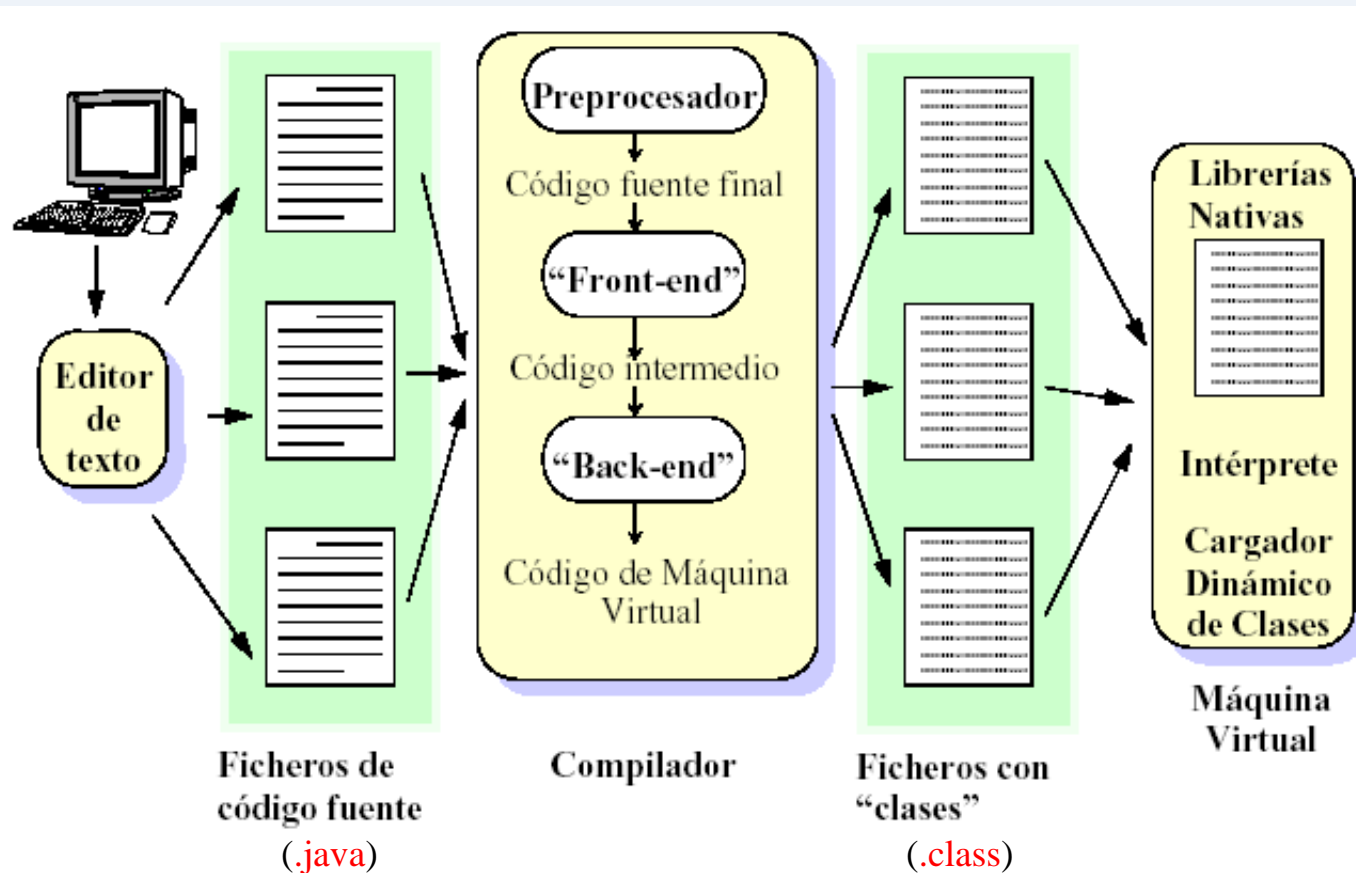 Editor
de
texto
Ficheros de
código fuente
(.java)
Preprocesador
Código fuente final
“Front-end”
Código intermedio
“Back-end”
Código de Máquina
Virtual
Compilador
Ficheros con
“clases”
(.class)
Librerías
Nativas
Intérprete
Cargador
Dinámico
de Clases
Máquina
Virtual